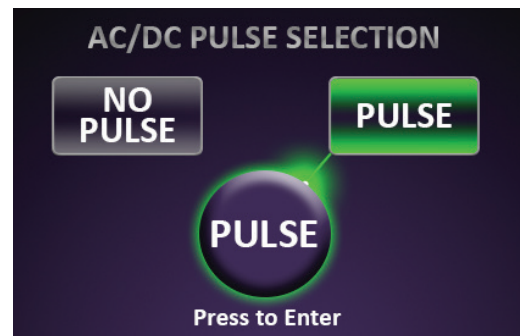 AC/DC PULSE SELECTION
NO
PULSE
PULSE
PULSE
Press to Enter